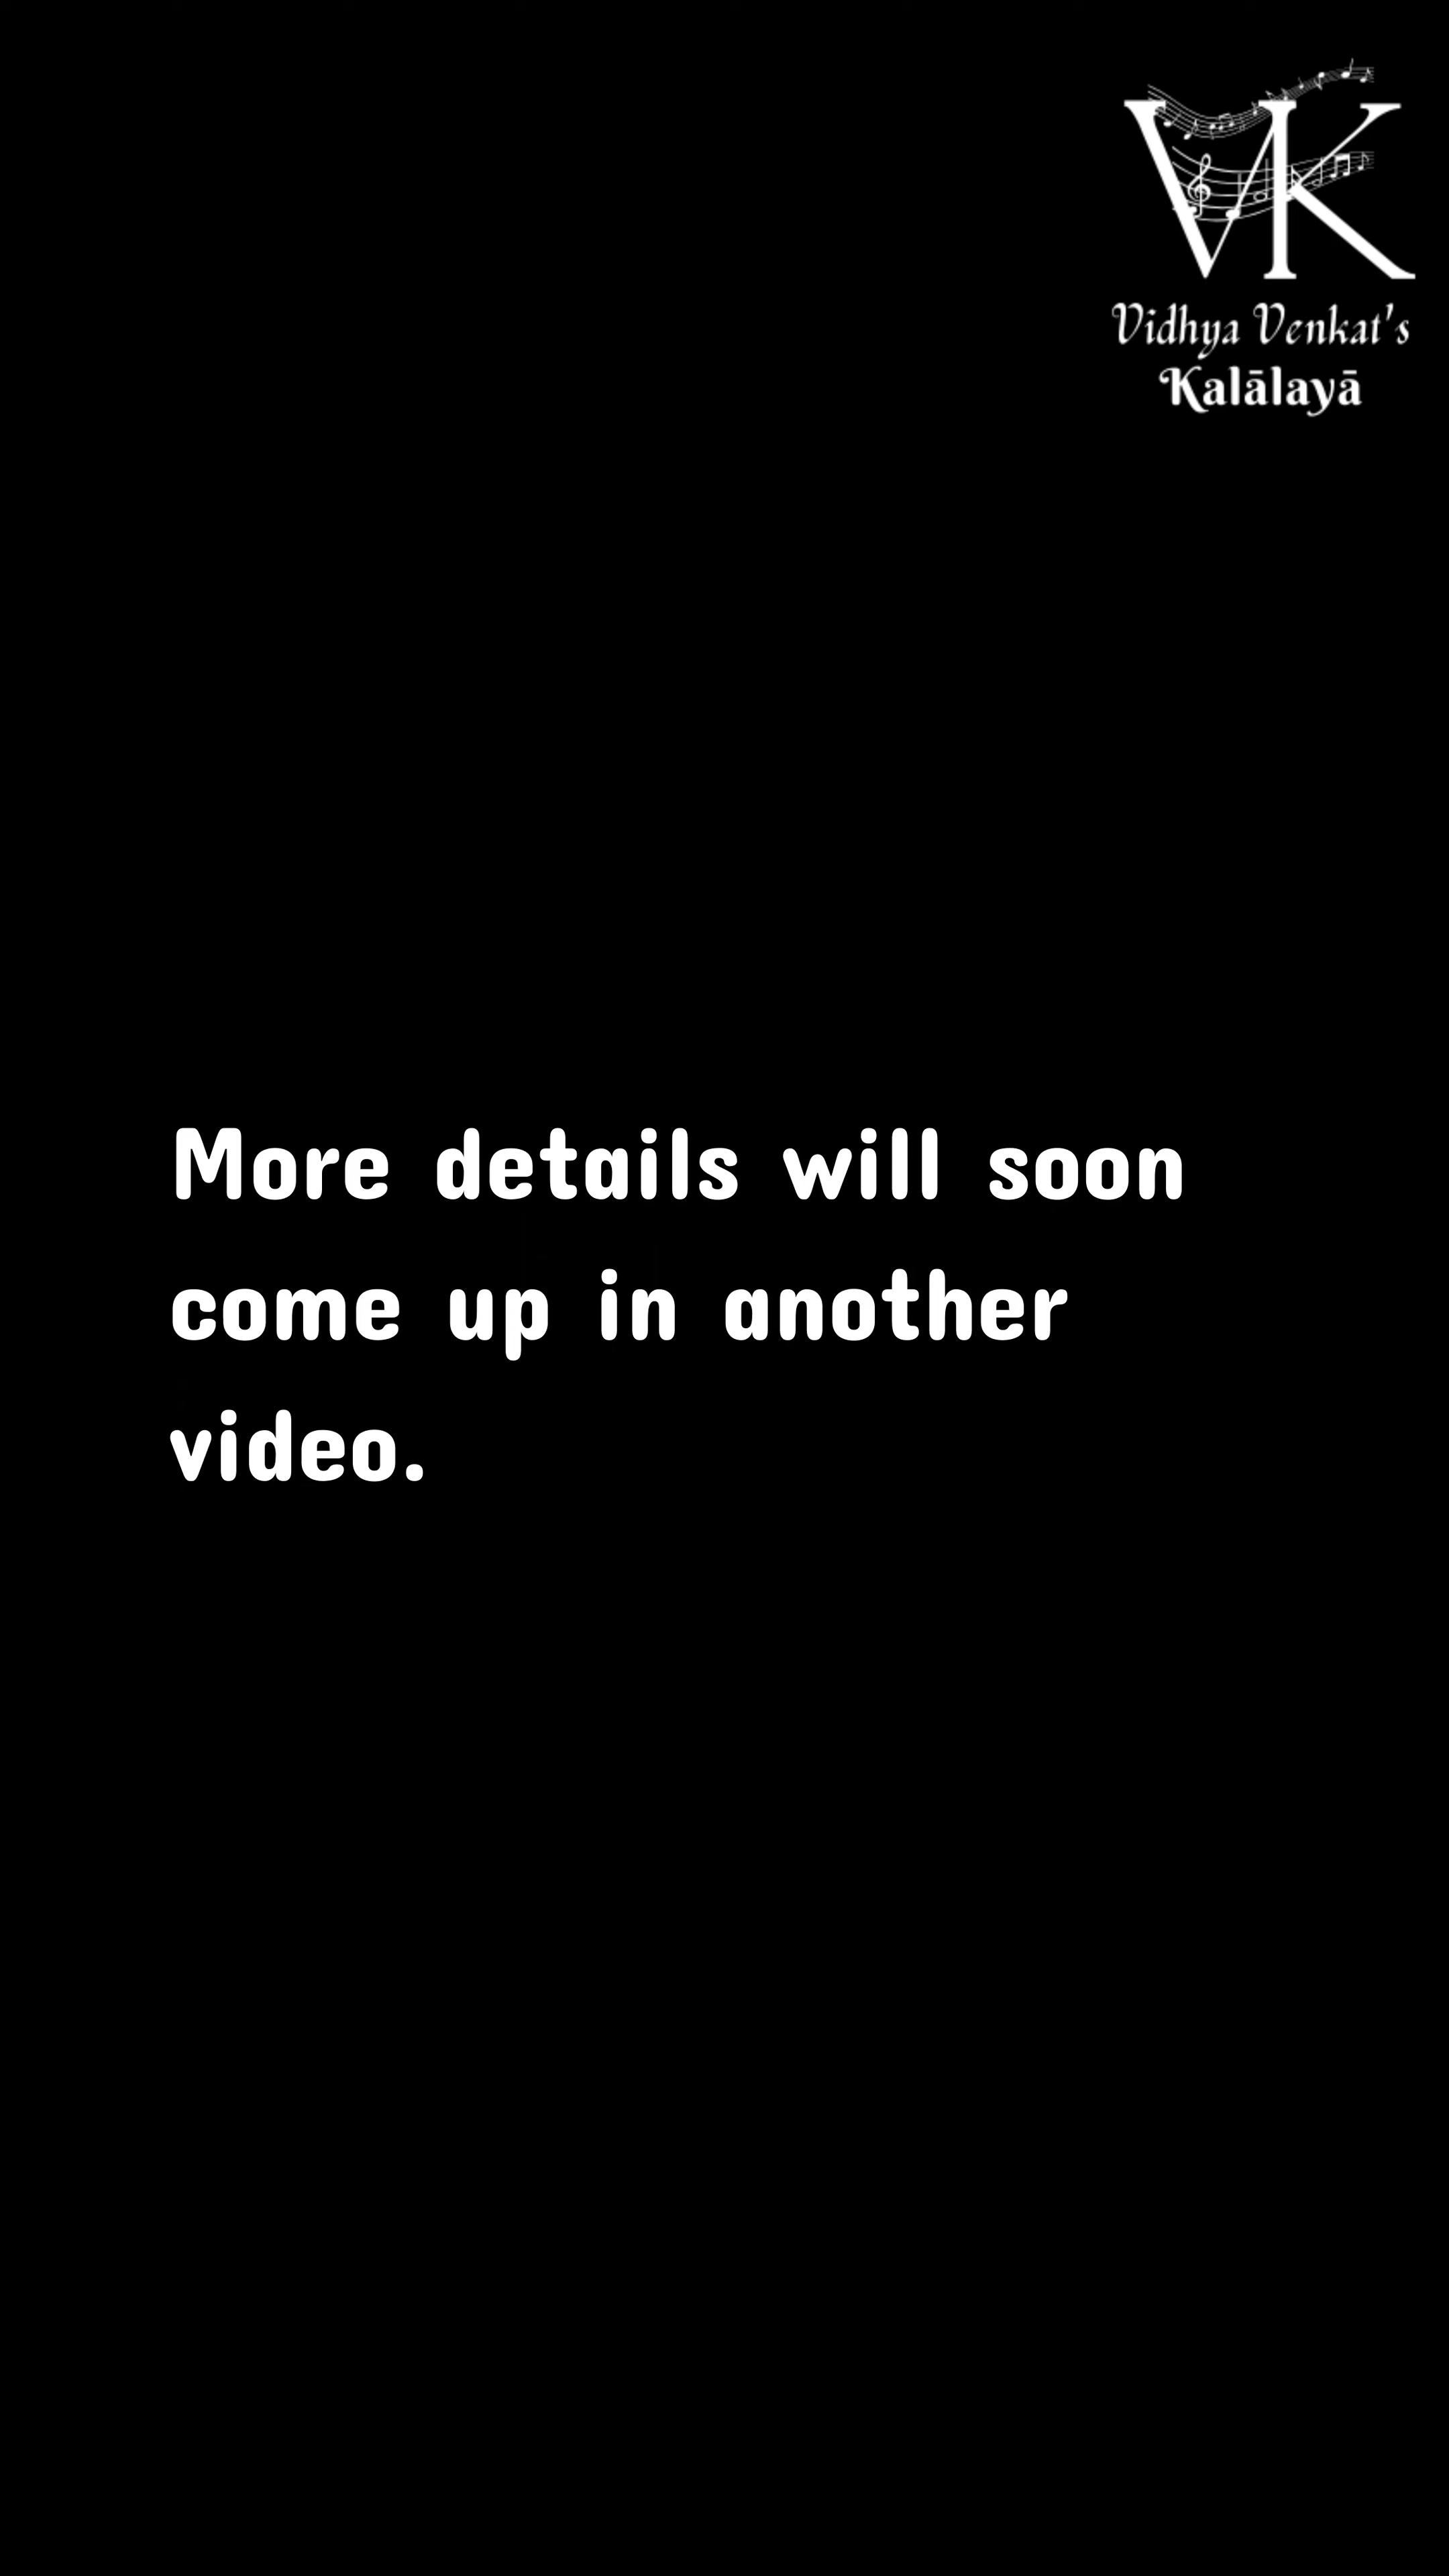 VK
Vidhya Venkat's
Kalālayā
More details will soon
come up in another
video.